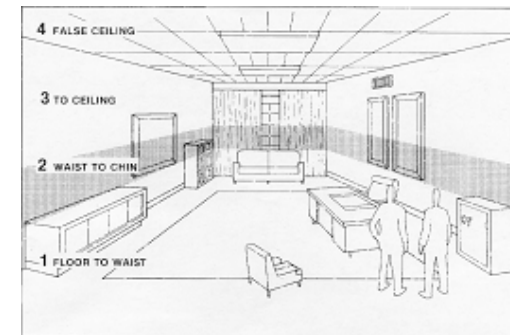 4 FALSE CEILING
3 TO CEILING
2 WAIST TO CHIN
1 FLOOR TO WAIST